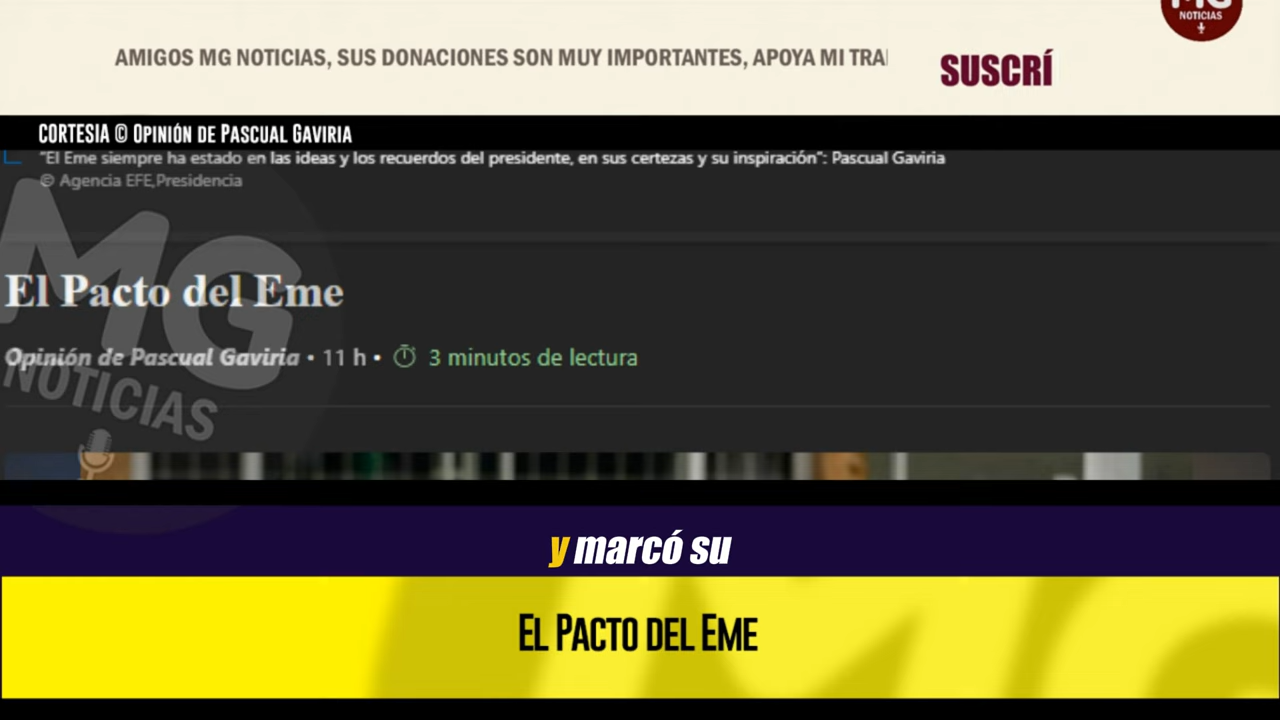 MG
NOTICIAS
AMIGOS MG NOTICIAS, SUS DONACIONES SON MUY IMPORTANTES, APOYA MI TRA
SUSCRÍ
CORTESIA © OPINIÓN DE PASCUAL GAVIRIA
"El Eme siempre ha estado en las ideas y los recuerdos del presidente, en sus certezas y su inspiración": Pascual Gaviria
© Agencia EFE,Presidencia
MG
NOTICIAS
El Pacto del Eme
Opinión de Pascual Gaviria • 11 h • 3 minutos de lectura
y marcó su
EL PACTO DEL EME